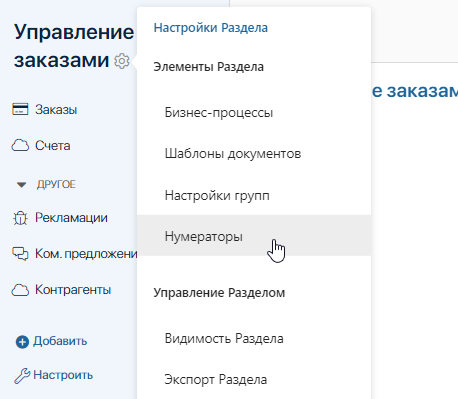 Управление
заказами
Заказы
Счета
ДРУГОЕ
Рекламации
Ком. предложени
Контрагенты
Добавить
Настроить
Настройки Раздела
Элементы Раздела
Бизнес-процессы
Шаблоны документов
Настройки групп
Нумераторы
Управление Разделом
Видимость Раздела
Экспорт Раздела
е заказам